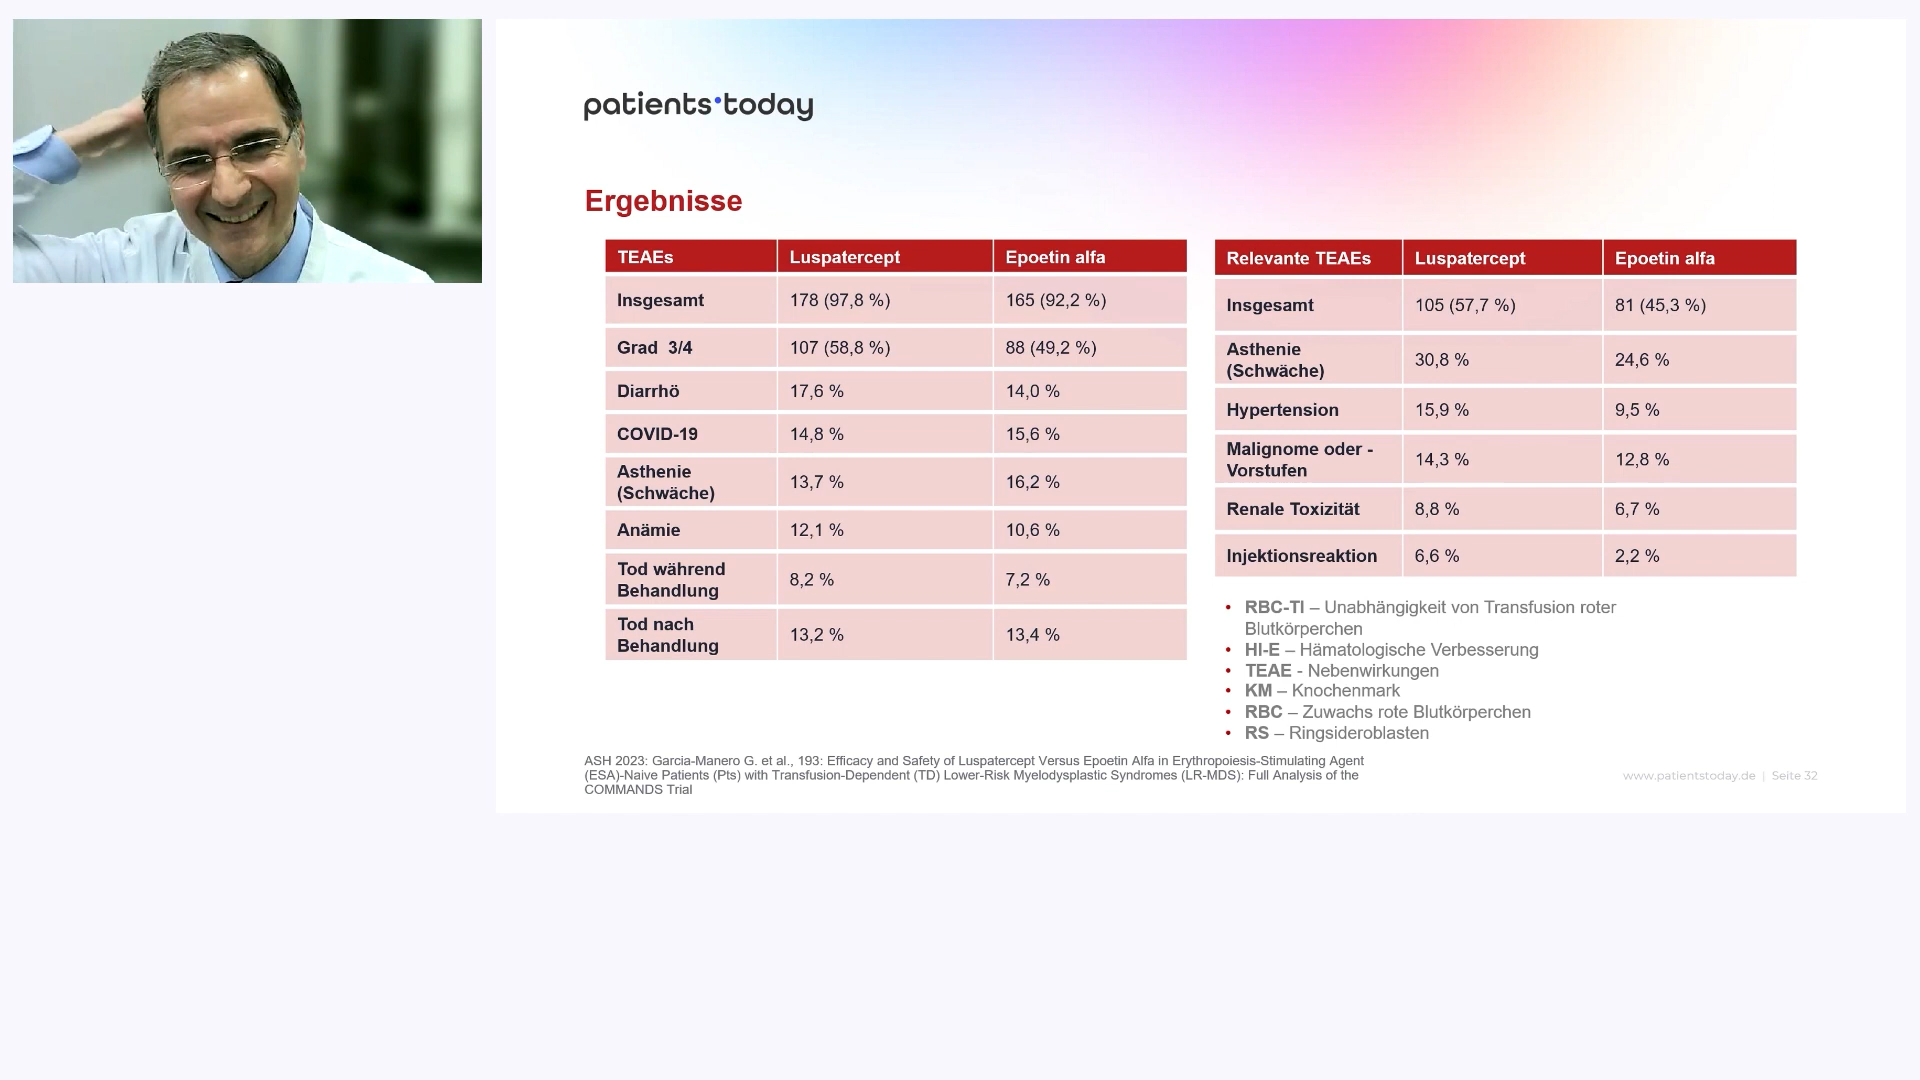 patients•today
Ergebnisse
TEAEs Luspatercept Epoetin alfa
Insgesamt 178 (97,8 %) 165 (92,2 %)
Grad 3/4 107 (58,8 %) 88 (49,2 %)
Diarrhö 17,6 % 14,0 %
COVID-19 14,8 % 15,6 %
Asthenie
(Schwäche) 13,7 % 16,2 %
Anämie 12,1 % 10,6 %
Tod während
Behandlung 8,2 % 7,2 %
Tod nach
Behandlung 13,2 % 13,4 %
Relevante TEAEs Luspatercept Epoetin alfa
Insgesamt 105 (57,7 %) 81 (45,3 %)
Asthenie
(Schwäche) 30,8 % 24,6 %
Hypertension 15,9 % 9,5 %
Malignome oder -
Vorstufen 14,3 % 12,8 %
Renale Toxizität 8,8 % 6,7 %
Injektionsreaktion 6,6 % 2,2 %
• RBC-TI – Unabhängigkeit von Transfusion roter
Blutkörperchen
• HI-E – Hämatologische Verbesserung
• TEAE - Nebenwirkungen
• KM – Knochenmark
• RBC – Zuwachs rote Blutkörperchen
• RS – Ringsideroblasten
ASH 2023: Garcia-Manero G. et al., 193: Efficacy and Safety of Luspatercept Versus Epoetin Alfa in Erythropoiesis-Stimulating Agent
(ESA)-Naive Patients (Pts) with Transfusion-Dependent (TD) Lower-Risk Myelodysplastic Syndromes (LR-MDS): Full Analysis of the
COMMANDS Trial
www.patientstoday.de | Seite 32